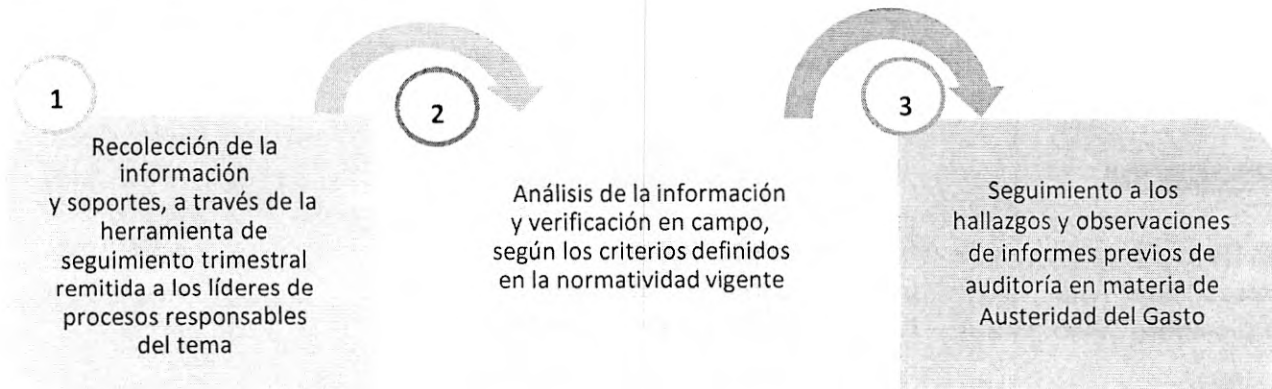 1
Recolección de la
información
y soportes, a través de la
herramienta de
seguimiento trimestral
remitida a los líderes de
procesos responsables
del tema
2
Análisis de la información
y verificación en campo,
según los criterios definidos
en la normatividad vigente
3
Seguimiento a los
hallazgos y observaciones
de informes previos de
auditoría en materia de
Austeridad del Gasto